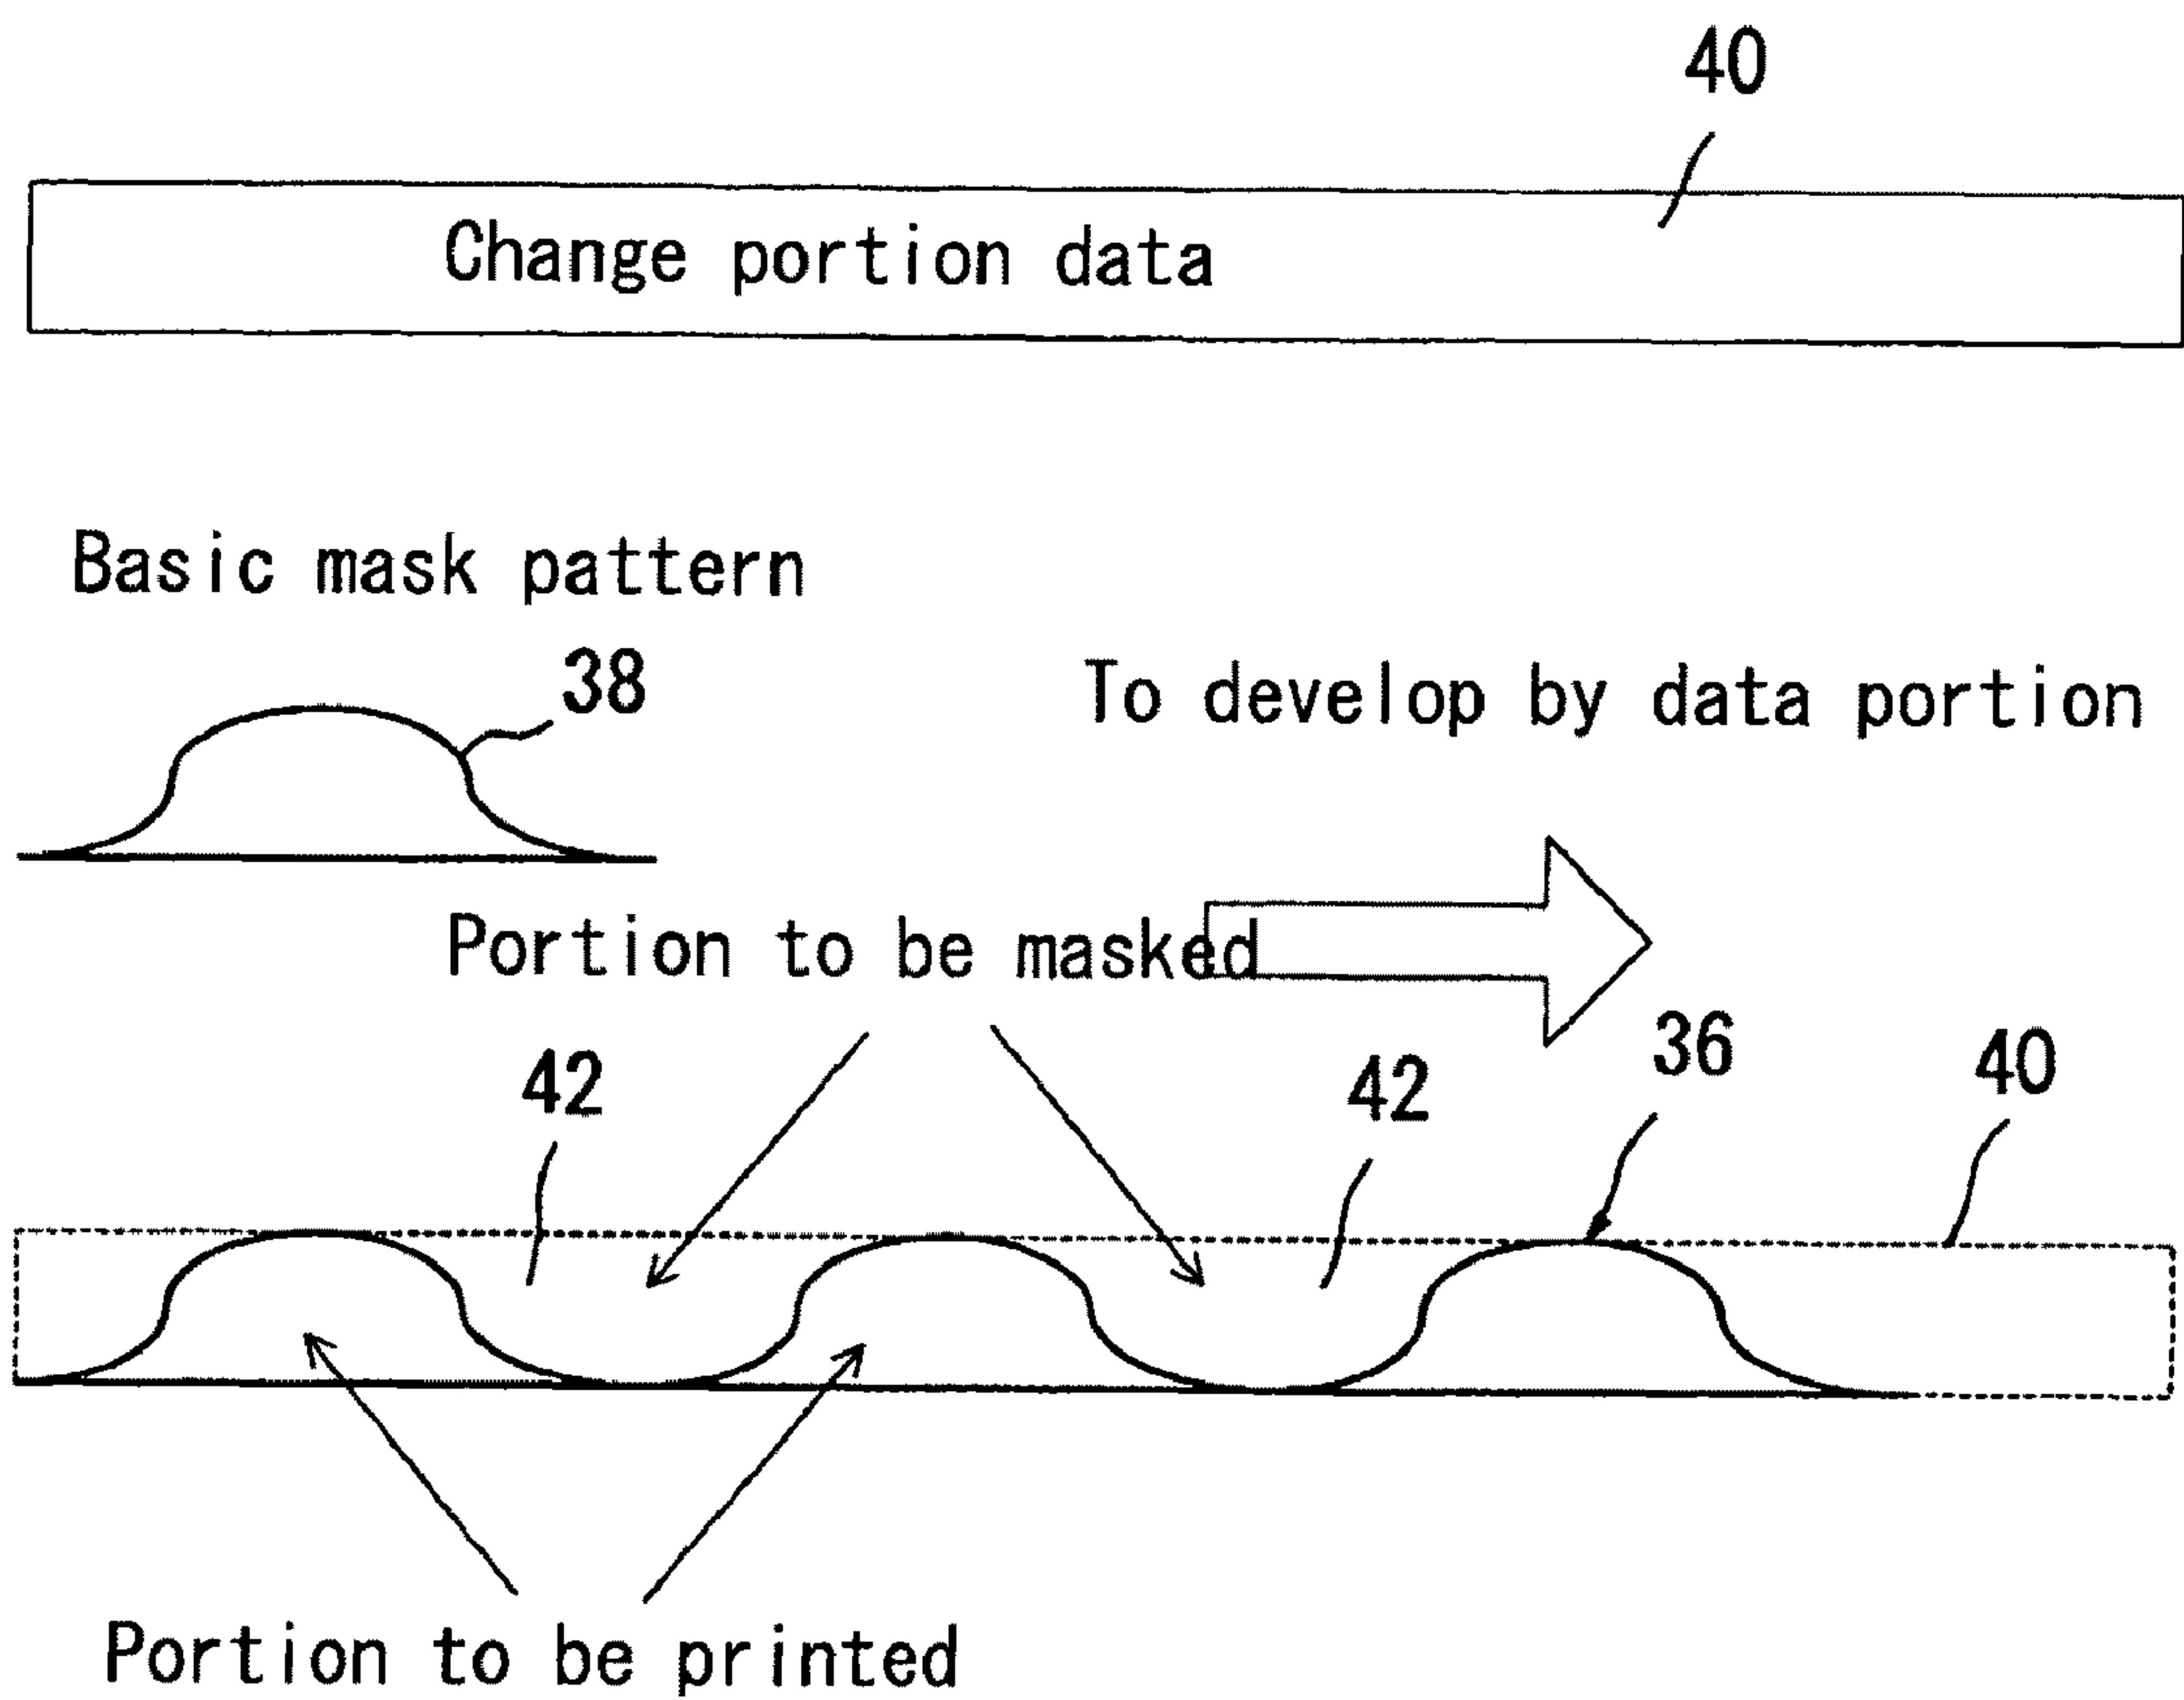 40
Change portion data
Basic mask pattern
38
To develop by data portion
Portion to be masked
42
42
36
40
Portion to be printed